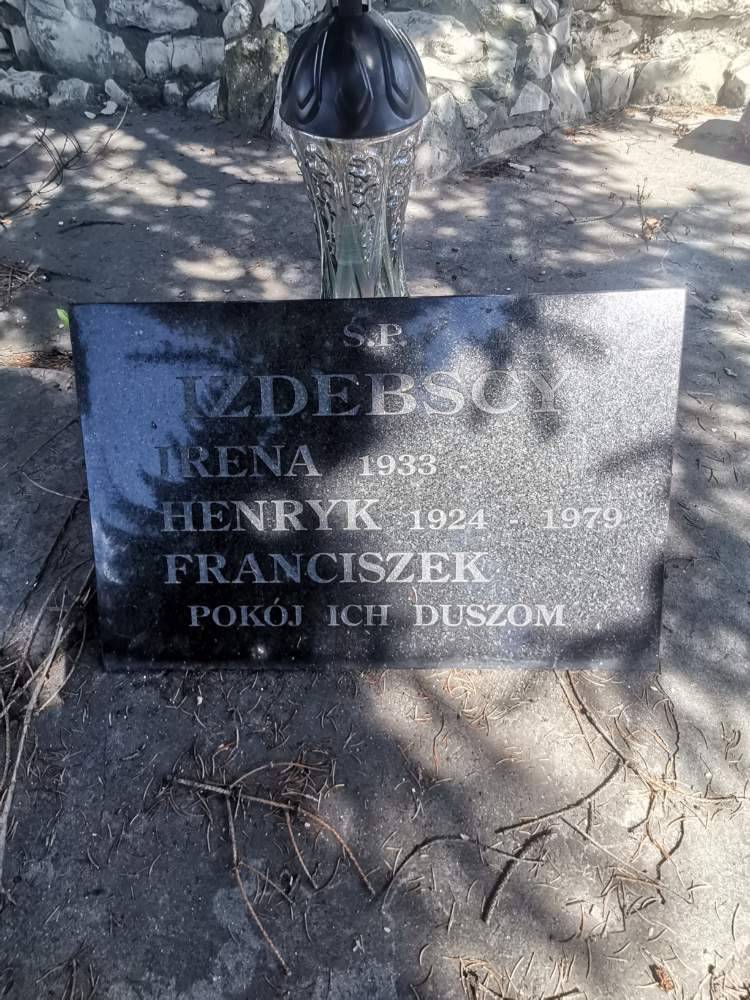 Ś.P.
IZDEBSCY
IRENA 1933 -
HENRYK 1924 - 1979
FRANCISZEK
POKÓJ ICH DUSZOM